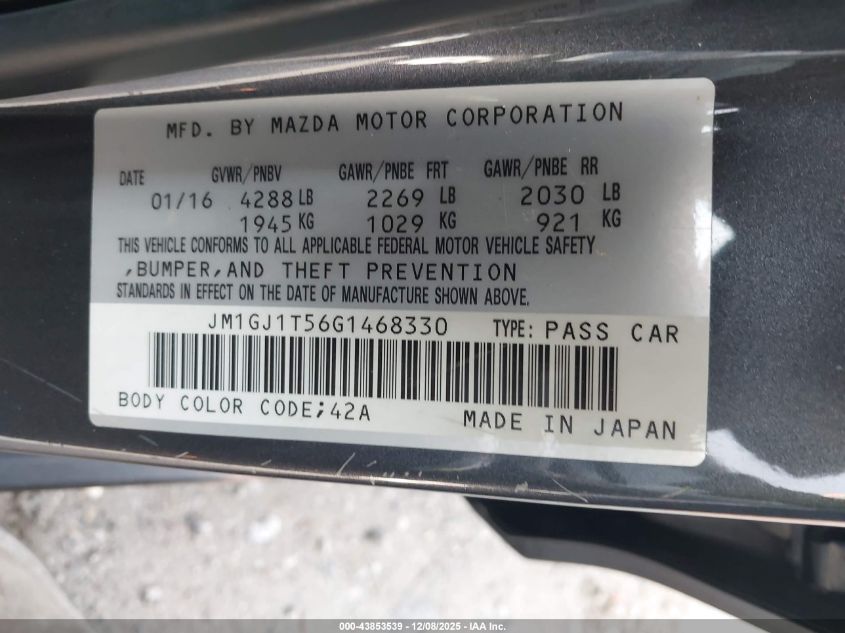 MFD. BY MAZDA MOTOR CORPORATION
DATE GVWR/PNBV GAWR/PNBE FRT GAWR/PNBE RR
01/16 4288 LB 2269 LB 2030 LB
1945 KG 1029 KG 921 KG
THIS VEHICLE CONFORMS TO ALL APPLICABLE FEDERAL MOTOR VEHICLE SAFETY
,BUMPER,AND THEFT PREVENTION
STANDARDS IN EFFECT ON THE DATE OF MANUFACTURE SHOWN ABOVE.
JM1GJ1T56G1468330 TYPE: PASS CAR
BODY COLOR CODE;42A MADE IN JAPAN
000-43853539 - 12/08/2025 - IAA Inc.